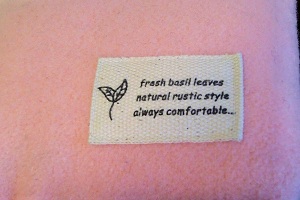 fresh basil leaves
natural rustic style
always comfortable...